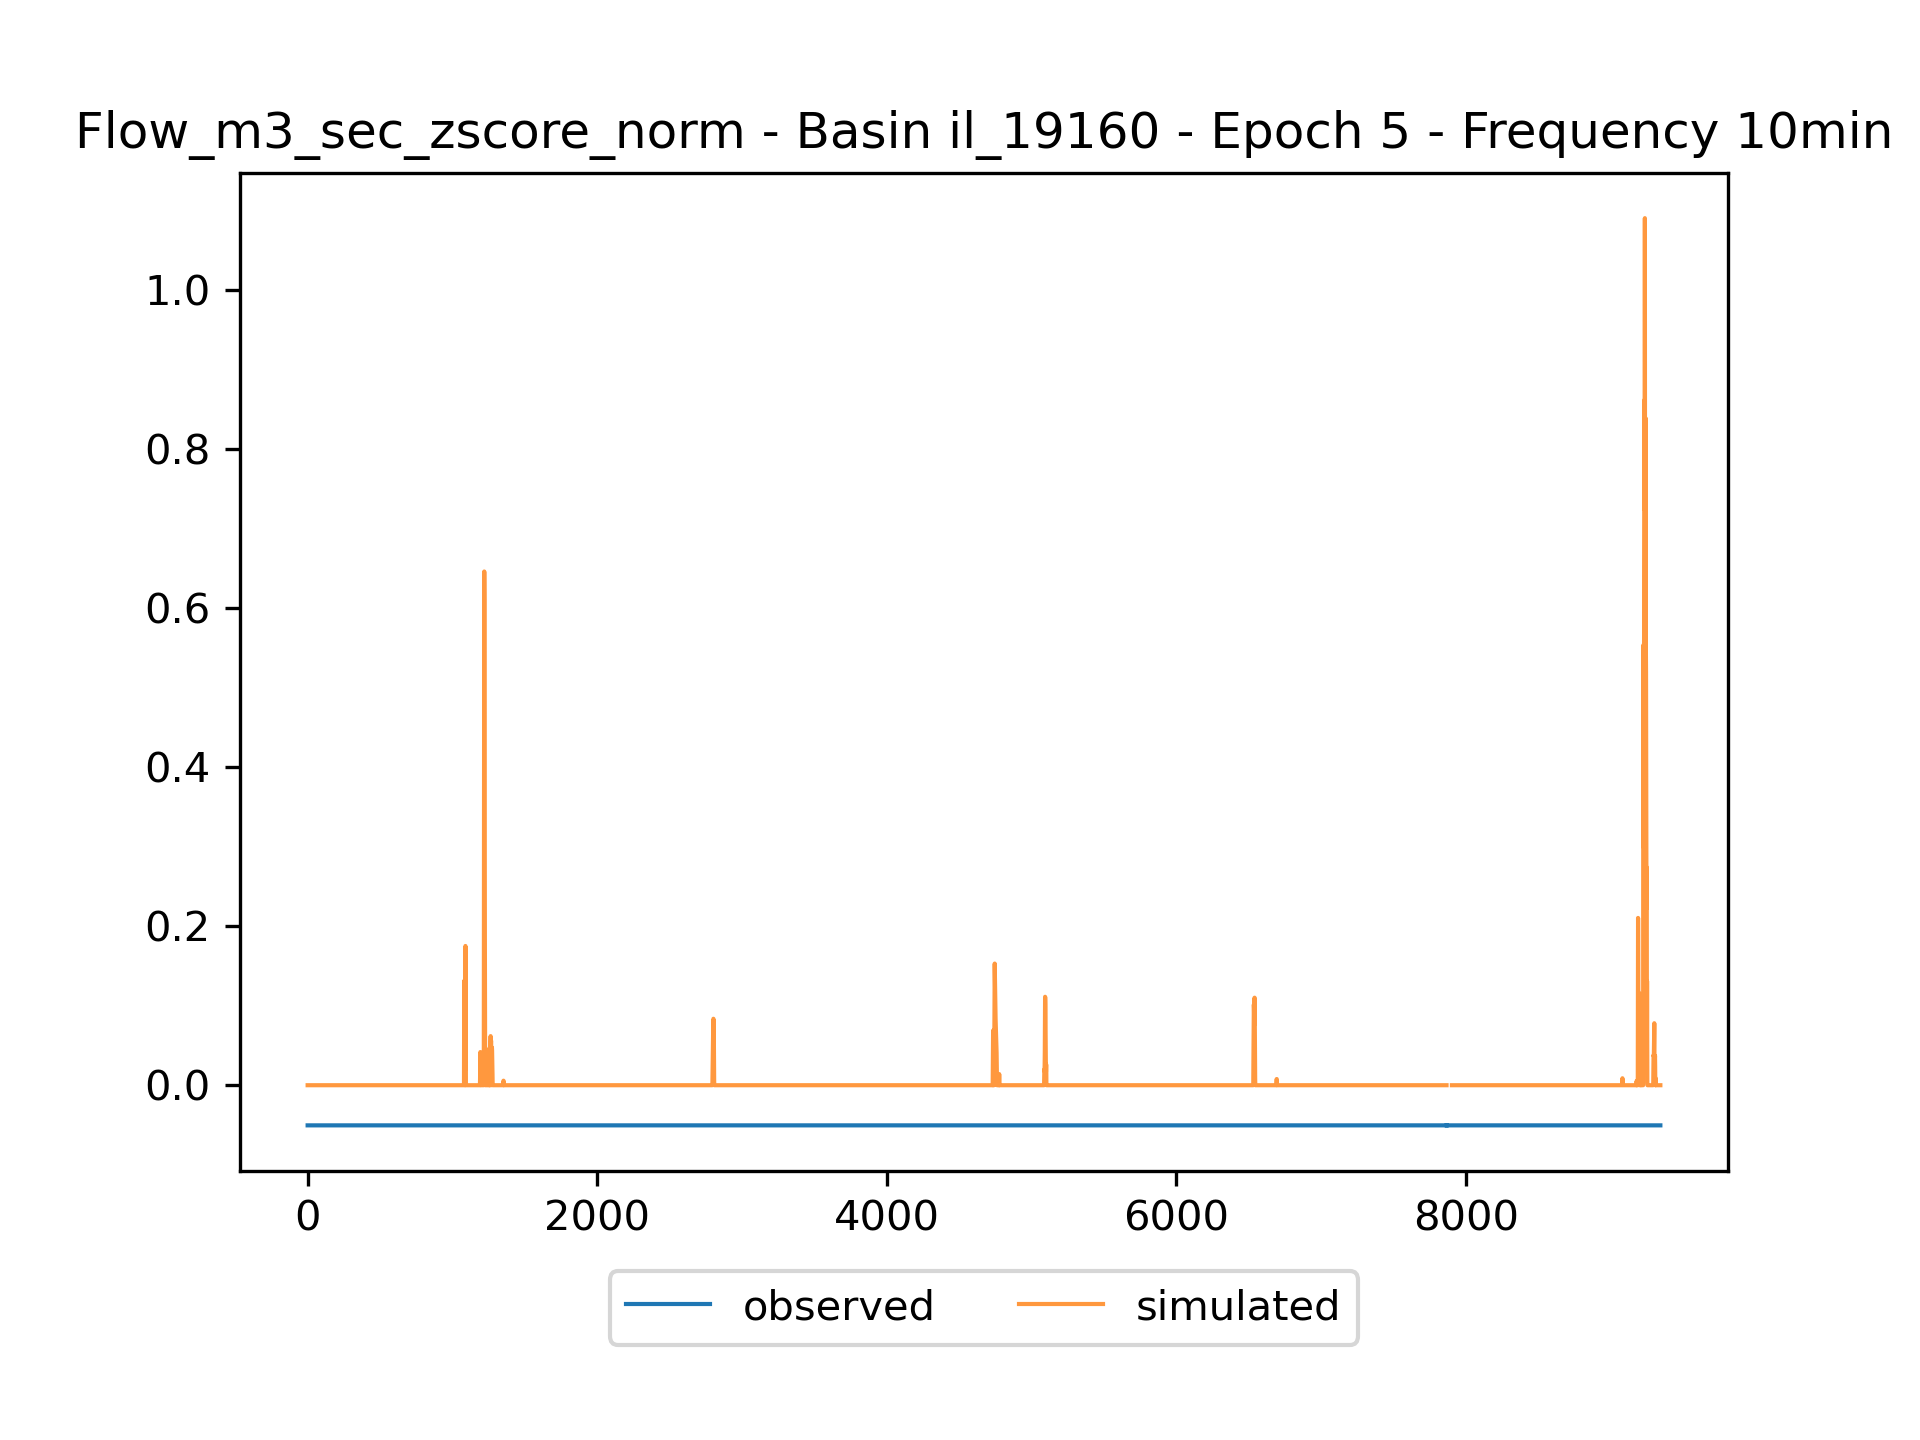 Flow_m3_sec_zscore_norm - Basin il_19160 - Epoch 5 - Frequency 10min
1.0
0.8
0.6
0.4
0.2
0.0
0 2000 4000 6000 8000
observed simulated